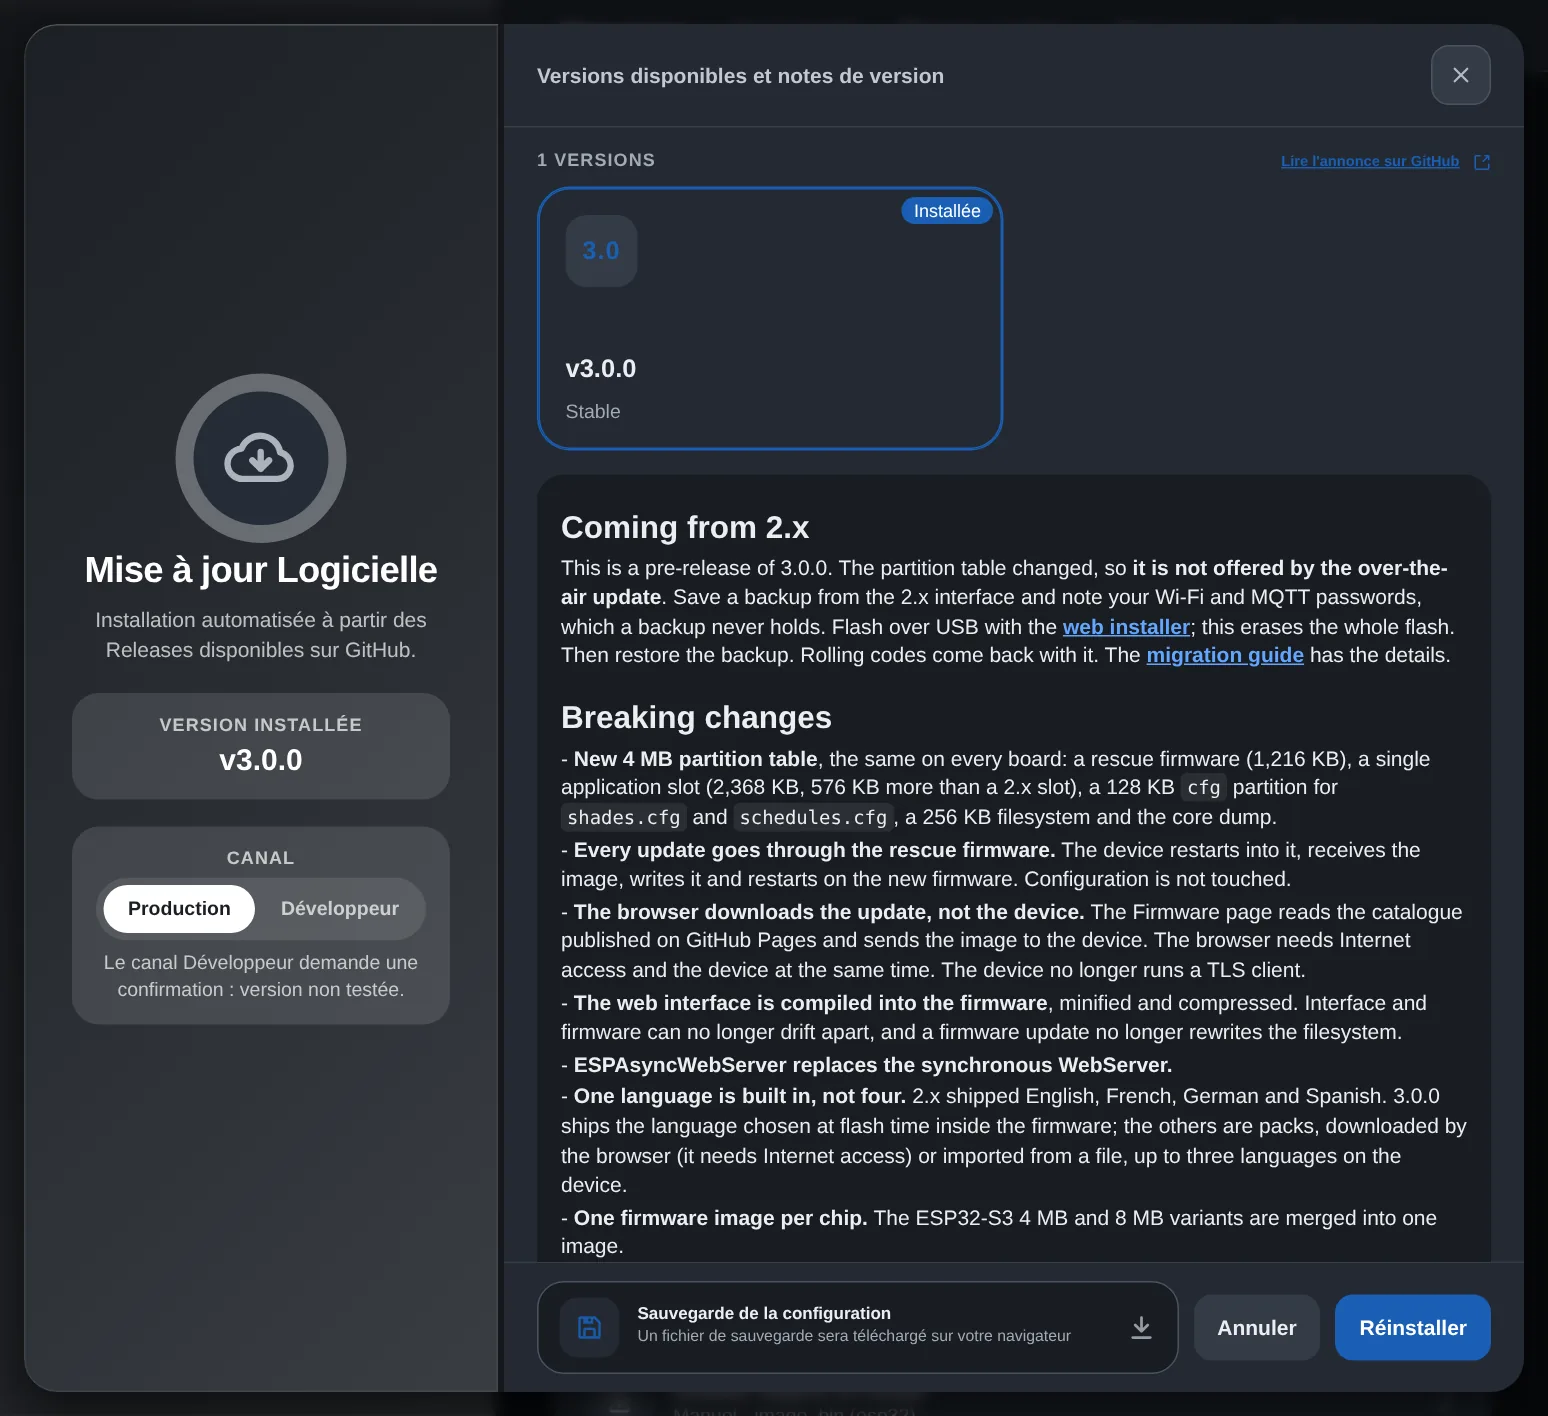 Mise à jour Logicielle
Installation automatisée à partir des
Releases disponibles sur GitHub.
VERSION INSTALLÉE
v3.0.0
CANAL
Production
Développeur
Le canal Développeur demande une
confirmation : version non testée.
Versions disponibles et notes de version
1 VERSIONS
Lire l'annonce sur GitHub
Installée
3.0
v3.0.0
Stable
Coming from 2.x
This is a pre-release of 3.0.0. The partition table changed, so it is not offered by the over-the-
air update. Save a backup from the 2.x interface and note your Wi-Fi and MQTT passwords,
which a backup never holds. Flash over USB with the web installer; this erases the whole flash.
Then restore the backup. Rolling codes come back with it. The migration guide has the details.
Breaking changes
- New 4 MB partition table, the same on every board: a rescue firmware (1,216 KB), a single
application slot (2,368 KB, 576 KB more than a 2.x slot), a 128 KB cfg partition for
shades.cfg and schedules.cfg, a 256 KB filesystem and the core dump.
- Every update goes through the rescue firmware. The device restarts into it, receives the
image, writes it and restarts on the new firmware. Configuration is not touched.
- The browser downloads the update, not the device. The Firmware page reads the catalogue
published on GitHub Pages and sends the image to the device. The browser needs Internet
access and the device at the same time. The device no longer runs a TLS client.
- The web interface is compiled into the firmware, minified and compressed. Interface and
firmware can no longer drift apart, and a firmware update no longer rewrites the filesystem.
- ESPAsyncWebServer replaces the synchronous WebServer.
- One language is built in, not four. 2.x shipped English, French, German and Spanish. 3.0.0
ships the language chosen at flash time inside the firmware; the others are packs, downloaded by
the browser (it needs Internet access) or imported from a file, up to three languages on the
device.
- One firmware image per chip. The ESP32-S3 4 MB and 8 MB variants are merged into one
image.
Sauvegarde de la configuration
Un fichier de sauvegarde sera téléchargé sur votre navigateur
Annuler
Réinstaller